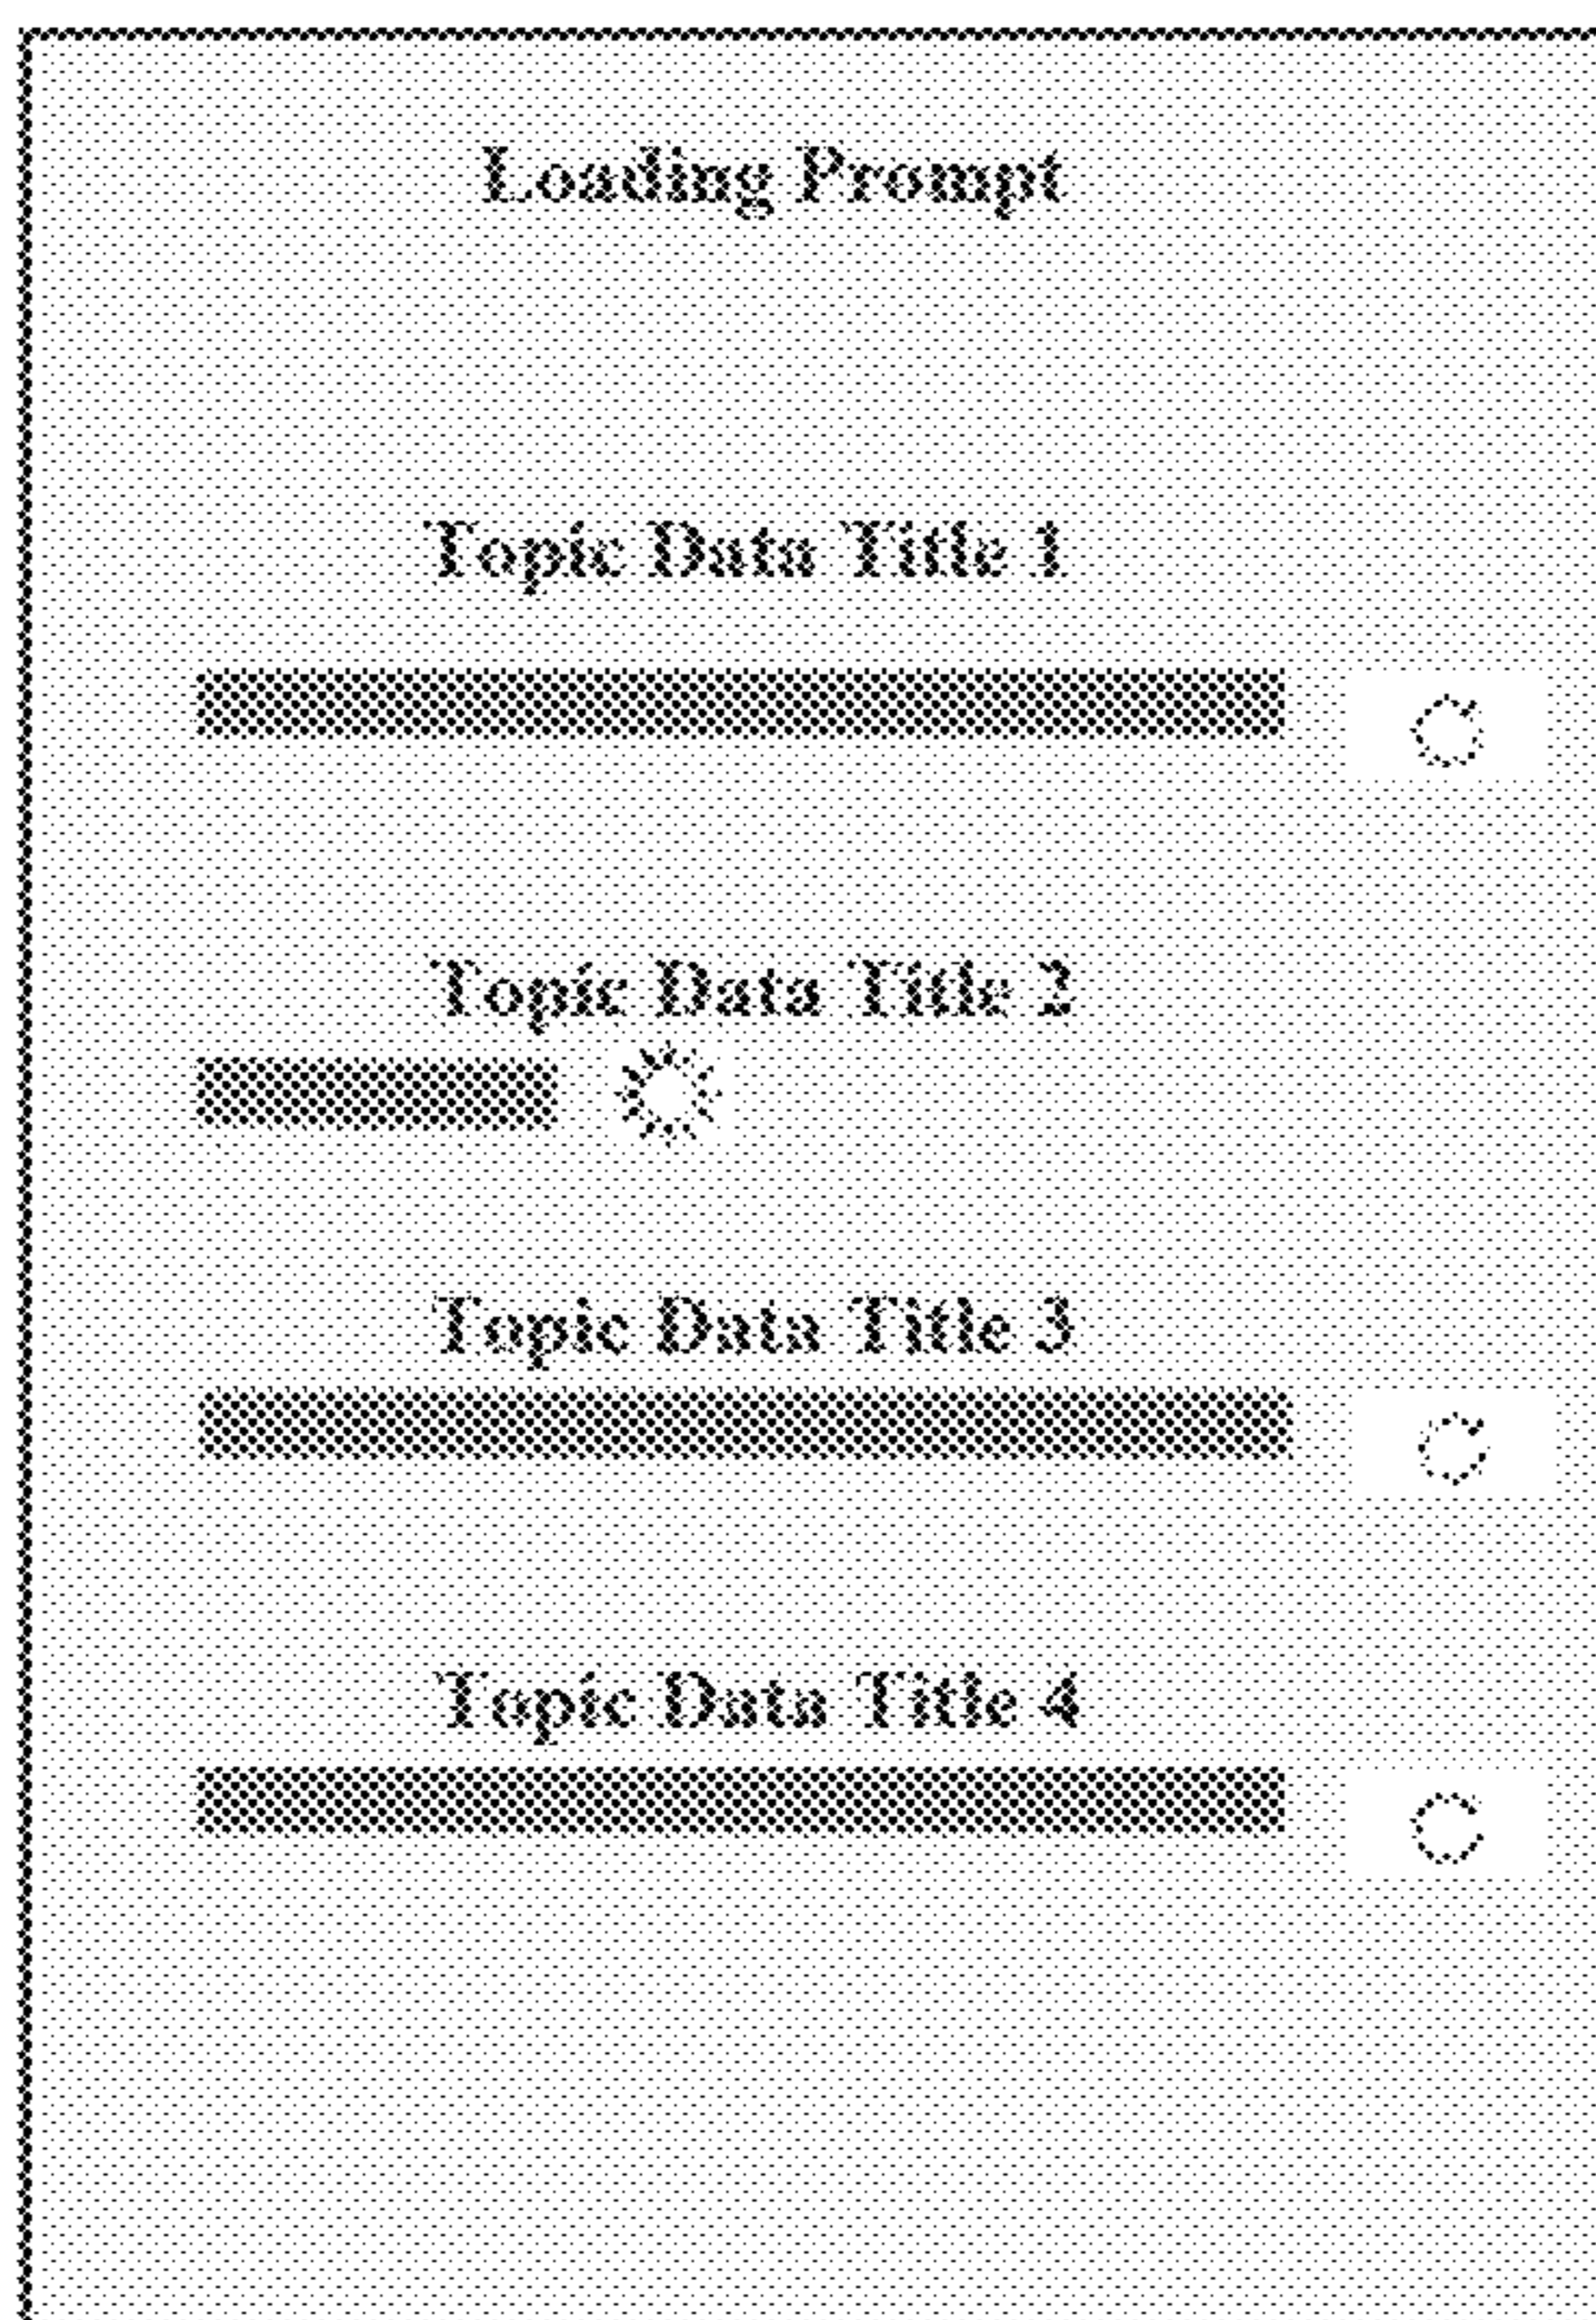 Loading Prompt
Topic Data Title 1
Topic Data Title 2
Topic Data Title 3
Topic Data Title 4